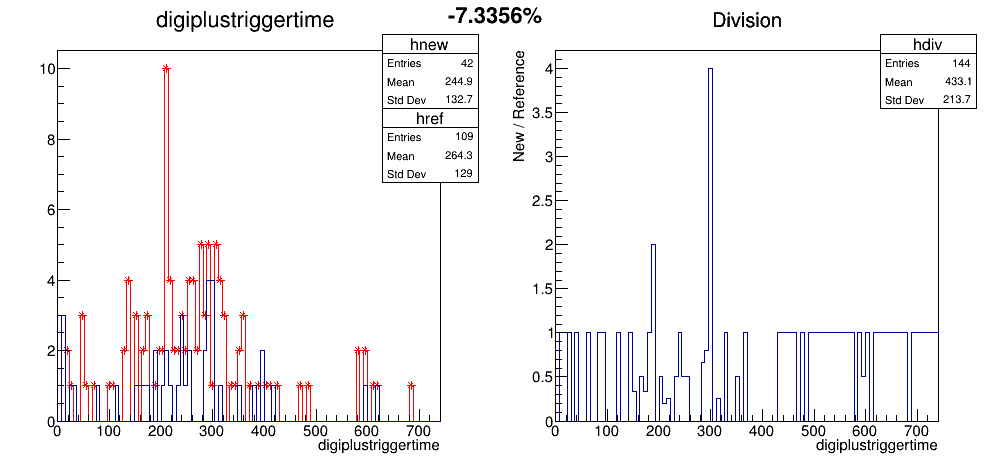 digiplustriggertime
-7.3356%
Division
hnew
Entries 42
Mean 244.9
Std Dev 132.7
href
Entries 109
Mean 264.3
Std Dev 129
10
8
6
4
2
0
0 100 200 300 400 500 600 700
digiplustriggertime
hdiv
Entries 144
Mean 433.1
Std Dev 213.7
New / Reference
4
3.5
3
2.5
2
1.5
1
0.5
0
0 100 200 300 400 500 600 700
digiplustriggertime